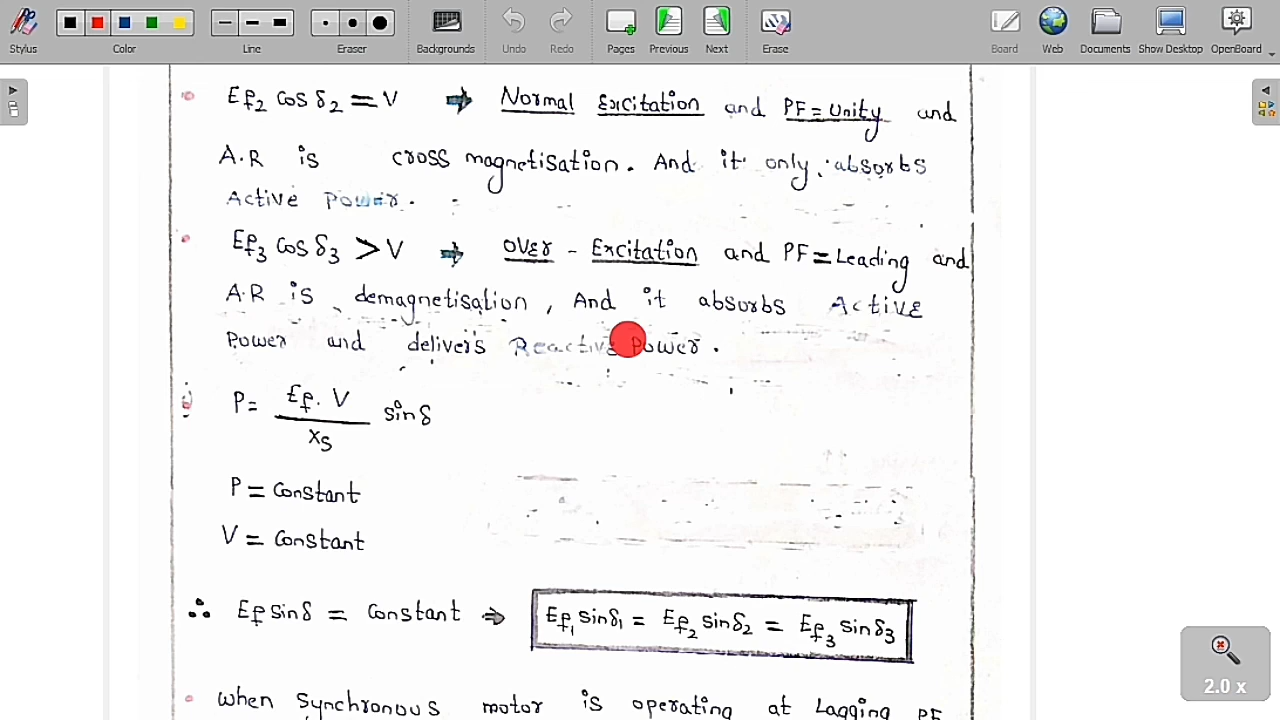 Stylus
Color
Line
Eraser
Backgrounds
Undo
Redo
Pages
Previous
Next
Erase
Board
Web
Documents
Show Desktop
OpenBoard
Ef2 cos δ2 = V ⇒ Normal Excitation and PF = Unity and
A.R is cross magnetisation. And it only absorbs
Active Power.
Ef3 cos δ3 > V ⇒ over - Excitation and PF = Leading and
A.R is demagnetisation, And it absorbs Active
Power and delivers Reactive Power.
P = Ef. V / Xs sin δ
P = constant
V = constant
∴ Ef sin δ = constant ⇒ Ef1 sin δ1 = Ef2 sin δ2 = Ef3 sin δ3
when synchronous motor is operating at Lagging PF
2.0 x